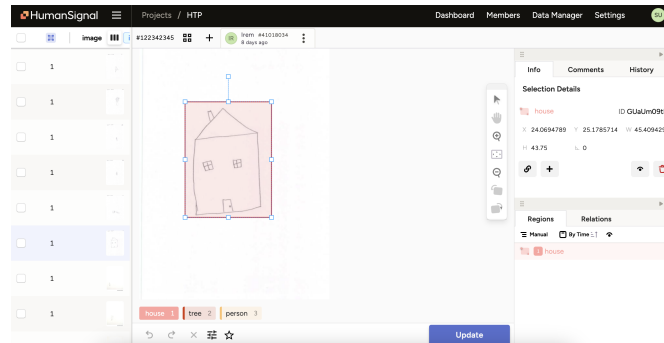 HumanSignal
Projects / HTP
Dashboard Members Data Manager Settings SU
image
#122342345
IR
irem #41018034
8 days ago
1
1
1
1
1
1
1
1
Info Comments History
Selection Details
house ID GUaUm09t
X 24.0694789 Y 25.1785714 W 45.409429
H 43.75 0
Regions Relations
Manual By Time
1 house
house 1 tree 2 person 3
Update